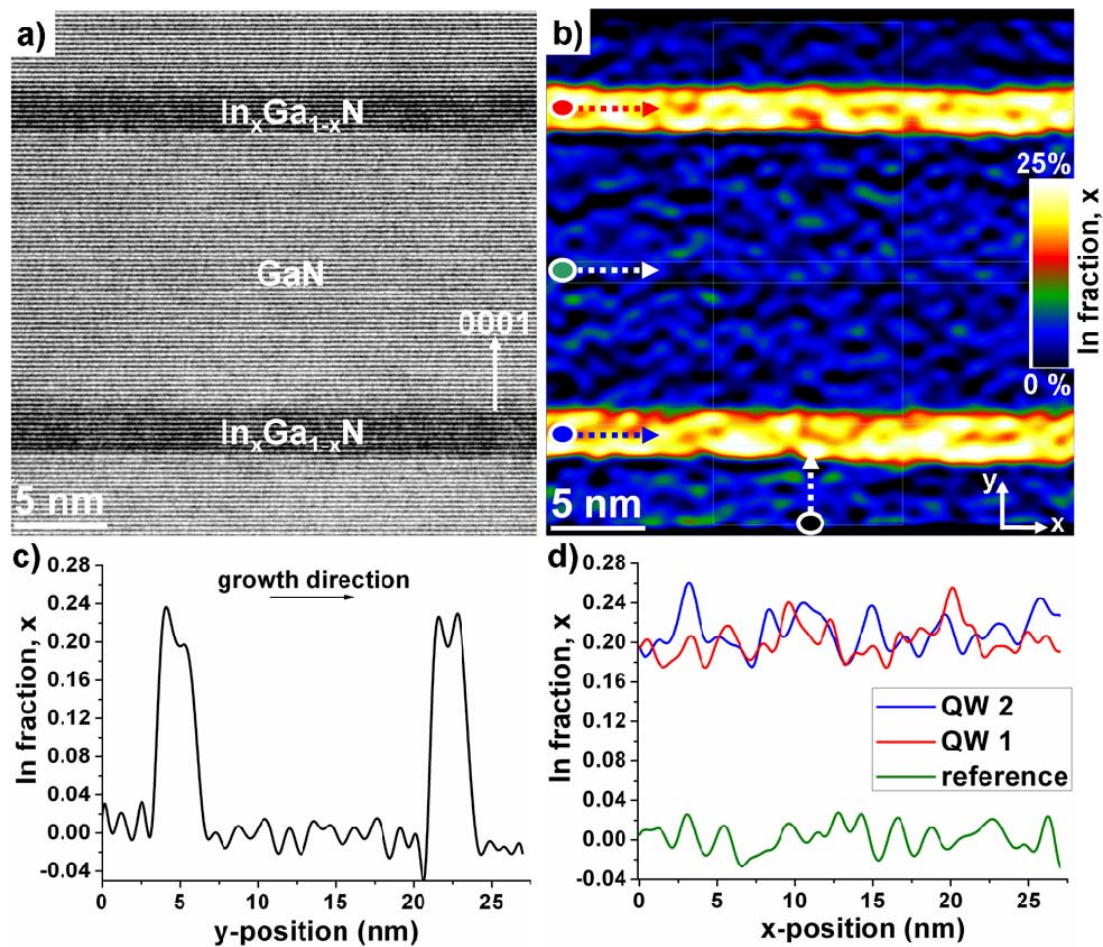 a)
InₓGa₁₋ₓN
GaN
0001
InₓGa₁₋ₓN
5 nm
b)
25%
0 %
In fraction, x
5 nm
y
x
c)
growth direction
In fraction, x
0.28
0.24
0.20
0.16
0.12
0.08
0.04
0.00
-0.04
0 5 10 15 20 25
y-position (nm)
d)
In fraction, x
0.28
0.24
0.20
0.16
0.12
0.08
0.04
0.00
-0.04
QW 2
QW 1
reference
0 5 10 15 20 25
x-position (nm)